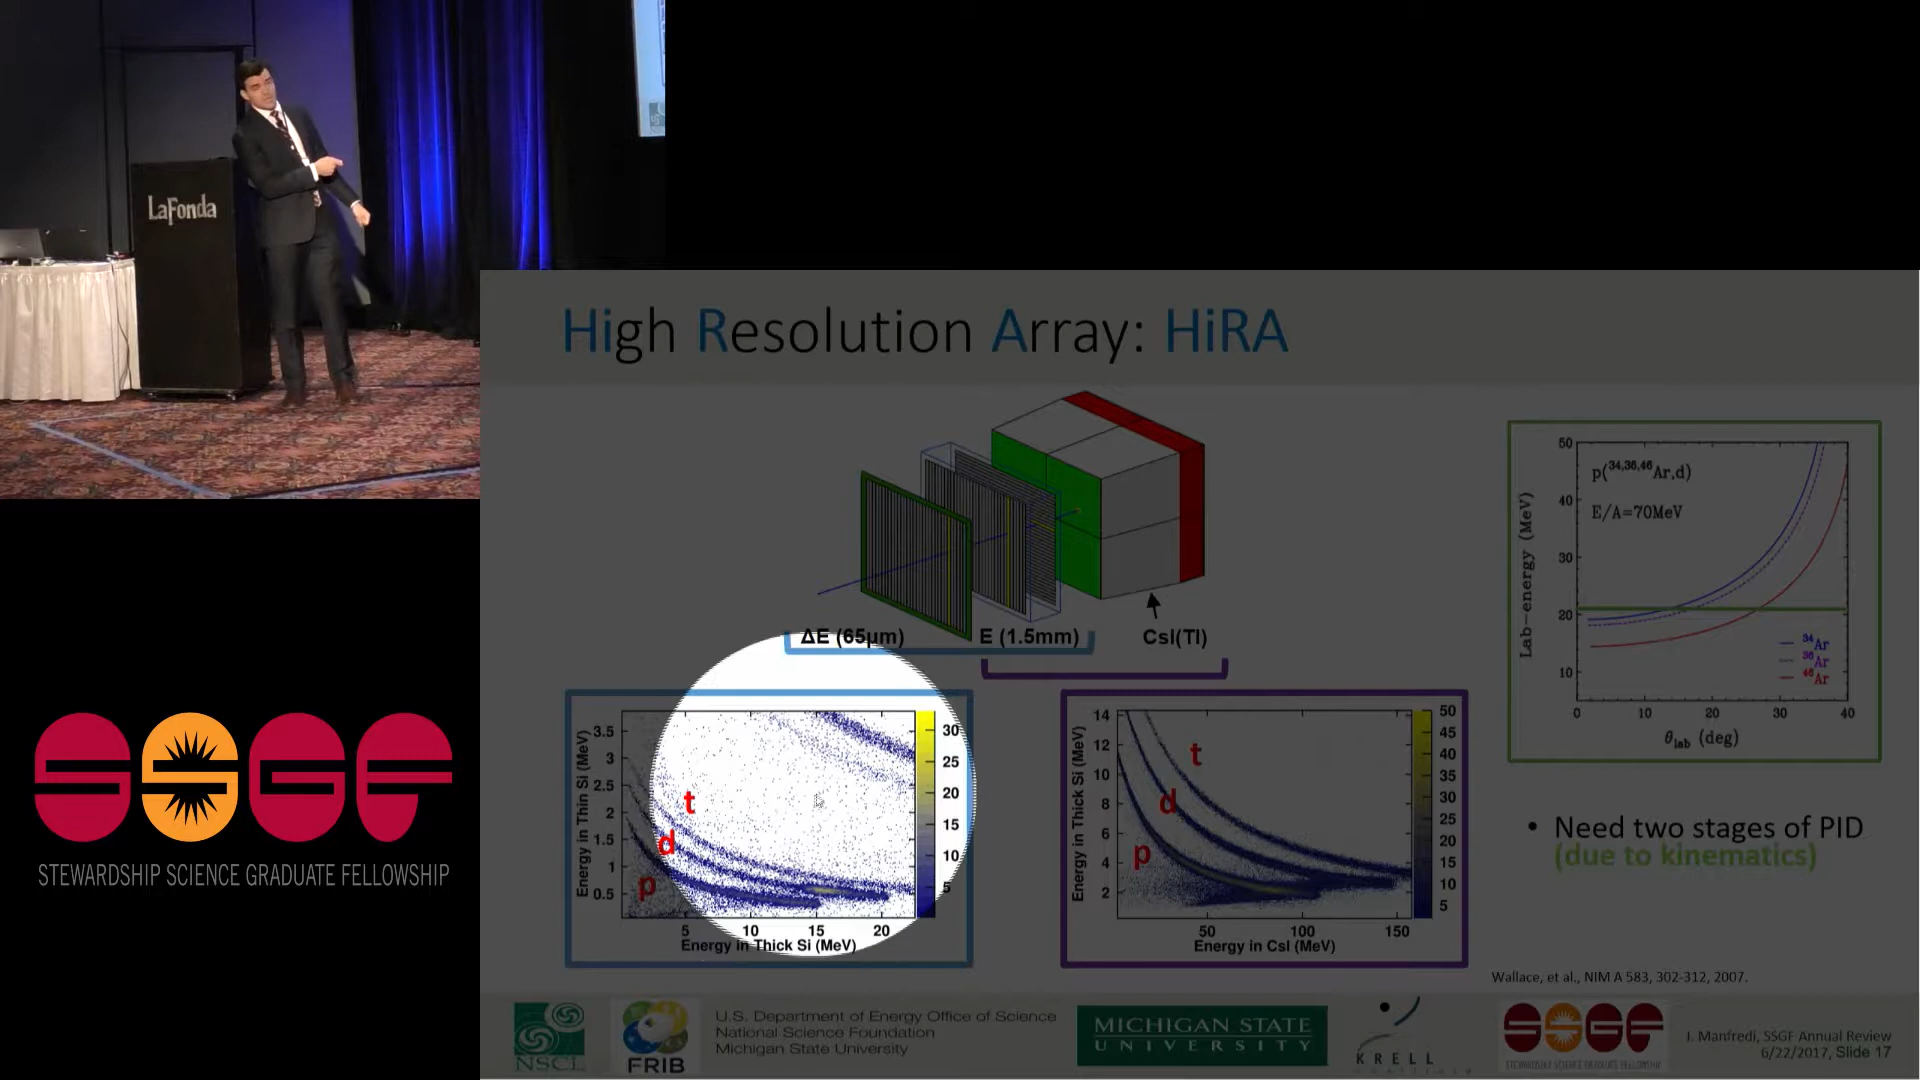 LaFonda
High Resolution Array: HiRA
ΔE (65μm)
E (1.5mm)
CsI(Tl)
Energy in Thin Si (MeV)
3.5
3
2.5
2
1.5
1
0.5
t
d
p
5
10
15
20
Energy in Thick Si (MeV)
30
25
20
15
10
5
Energy in Thick Si (MeV)
14
12
10
8
6
4
2
t
d
p
50
100
150
Energy in CsI (MeV)
50
45
40
35
30
25
20
15
10
5
Lab-energy (MeV)
50
40
30
20
10
p(34,36,46Ar,d)
E/A=70MeV
34Ar
36Ar
46Ar
0
10
20
30
40
θlab (deg)
• Need two stages of PID
(due to kinematics)
Wallace, et al., NIM A 583, 302-312, 2007.
SSGF
STEWARDSHIP SCIENCE GRADUATE FELLOWSHIP
NSCL
FRIB
U.S. Department of Energy Office of Science
National Science Foundation
Michigan State University
MICHIGAN STATE
UNIVERSITY
KRELL
SSGF
STEWARDSHIP SCIENCE GRADUATE FELLOWSHIP
J. Manfredi, SSGF Annual Review
6/22/2017, Slide 17